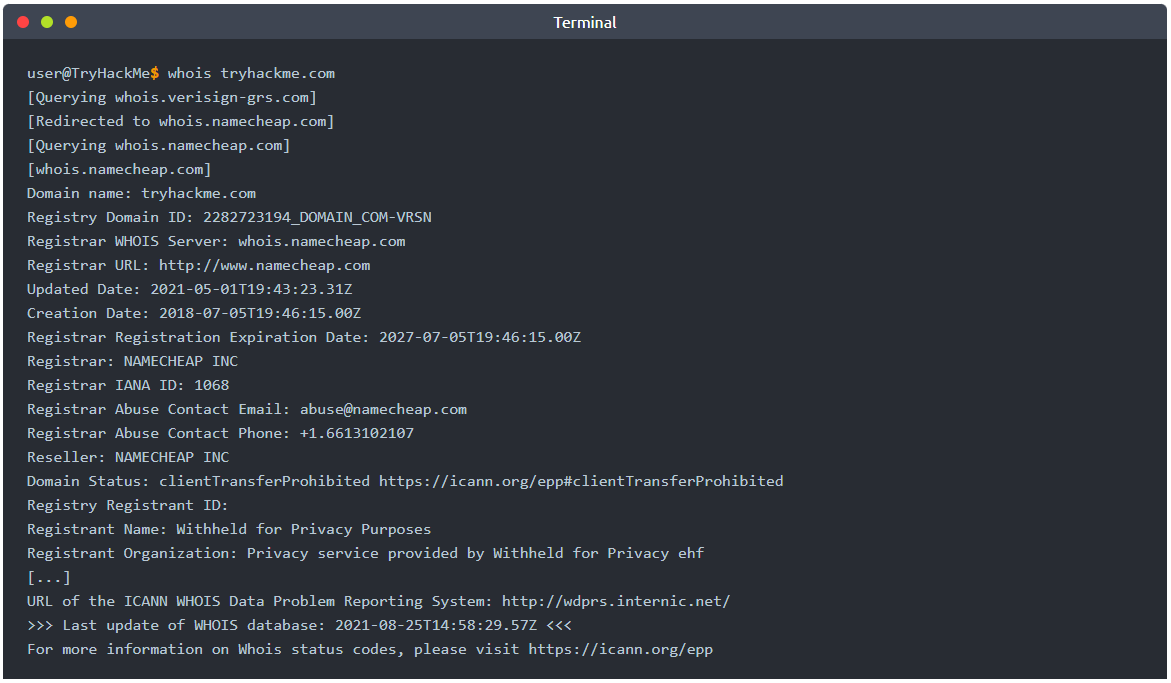 Terminal
user@TryHackMe$ whois tryhackme.com
[Querying whois.verisign-grs.com]
[Redirected to whois.namecheap.com]
[Querying whois.namecheap.com]
[whois.namecheap.com]
Domain name: tryhackme.com
Registry Domain ID: 2282723194_DOMAIN_COM-VRSN
Registrar WHOIS Server: whois.namecheap.com
Registrar URL: http://www.namecheap.com
Updated Date: 2021-05-01T19:43:23.31Z
Creation Date: 2018-07-05T19:46:15.00Z
Registrar Registration Expiration Date: 2027-07-05T19:46:15.00Z
Registrar: NAMECHEAP INC
Registrar IANA ID: 1068
Registrar Abuse Contact Email: abuse@namecheap.com
Registrar Abuse Contact Phone: +1.6613102107
Reseller: NAMECHEAP INC
Domain Status: clientTransferProhibited https://icann.org/epp#clientTransferProhibited
Registry Registrant ID:
Registrant Name: Withheld for Privacy Purposes
Registrant Organization: Privacy service provided by Withheld for Privacy ehf
[...]
URL of the ICANN WHOIS Data Problem Reporting System: http://wdprs.internic.net/
>>> Last update of WHOIS database: 2021-08-25T14:58:29.57Z <<<
For more information on Whois status codes, please visit https://icann.org/epp